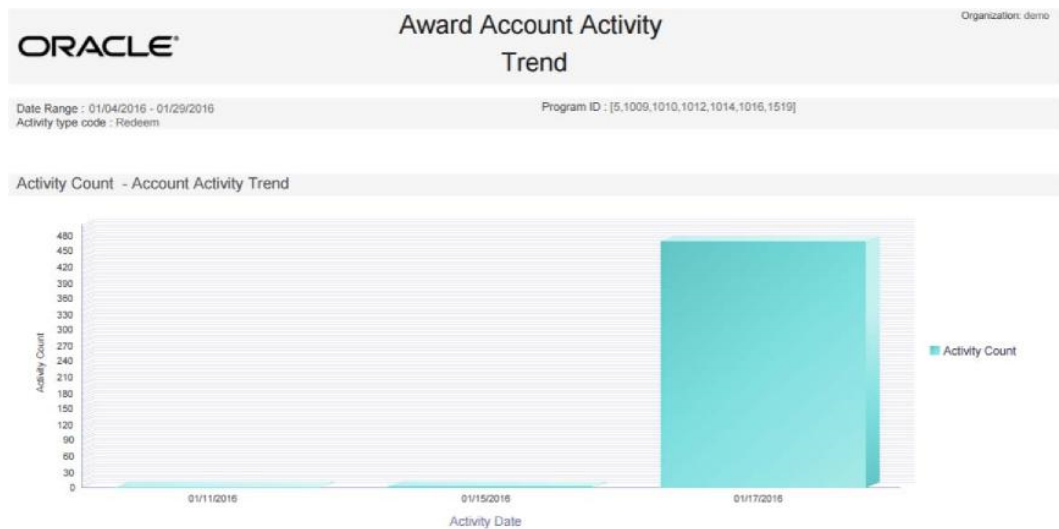 ORACLE®
Award Account Activity
Trend
Organization: demo
Date Range : 01/04/2016 - 01/29/2016
Program ID : [5,1009,1010,1012,1014,1016,1519]
Activity type code : Redeem
Activity Count - Account Activity Trend
480
450
420
390
360
330
300
270
240
210
180
150
120
90
60
30
0
Activity Count
Activity Count
01/11/2016
01/15/2016
01/17/2016
Activity Date